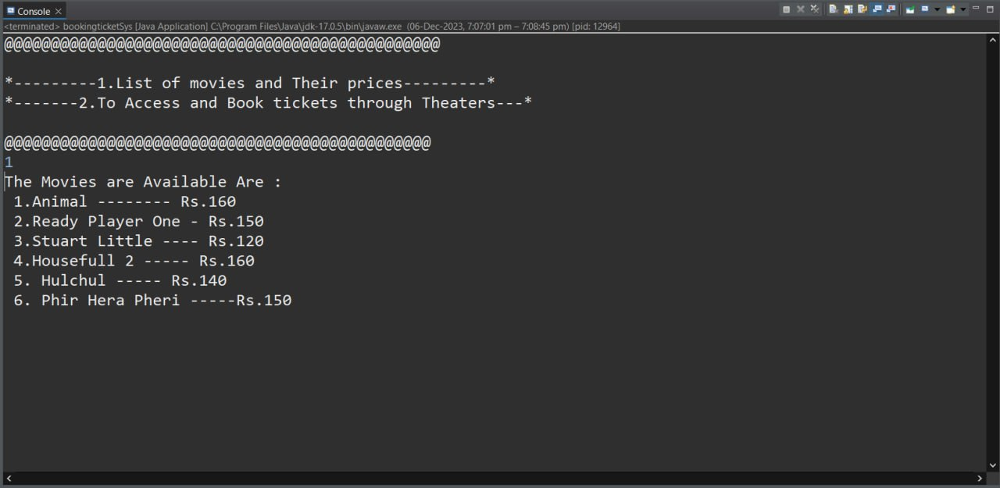 Console
<terminated> bookingticketSys [Java Application] C:\Program Files\Java\jdk-17.0.5\bin\javaw.exe (06-Dec-2023, 7:07:01 pm – 7:08:45 pm) [pid: 12964]
@@@@@@@@@@@@@@@@@@@@@@@@@@@@@@@@@@@@@@@@@@@@@@@
*---------1.List of movies and Their prices---------*
*-------2.To Access and Book tickets through Theaters---*
@@@@@@@@@@@@@@@@@@@@@@@@@@@@@@@@@@@@@@@@@@@@@@
1
The Movies are Available Are :
1.Animal -------- Rs.160
2.Ready Player One - Rs.150
3.Stuart Little ---- Rs.120
4.Housefull 2 ----- Rs.160
5. Hulchul ----- Rs.140
6. Phir Hera Pheri -----Rs.150